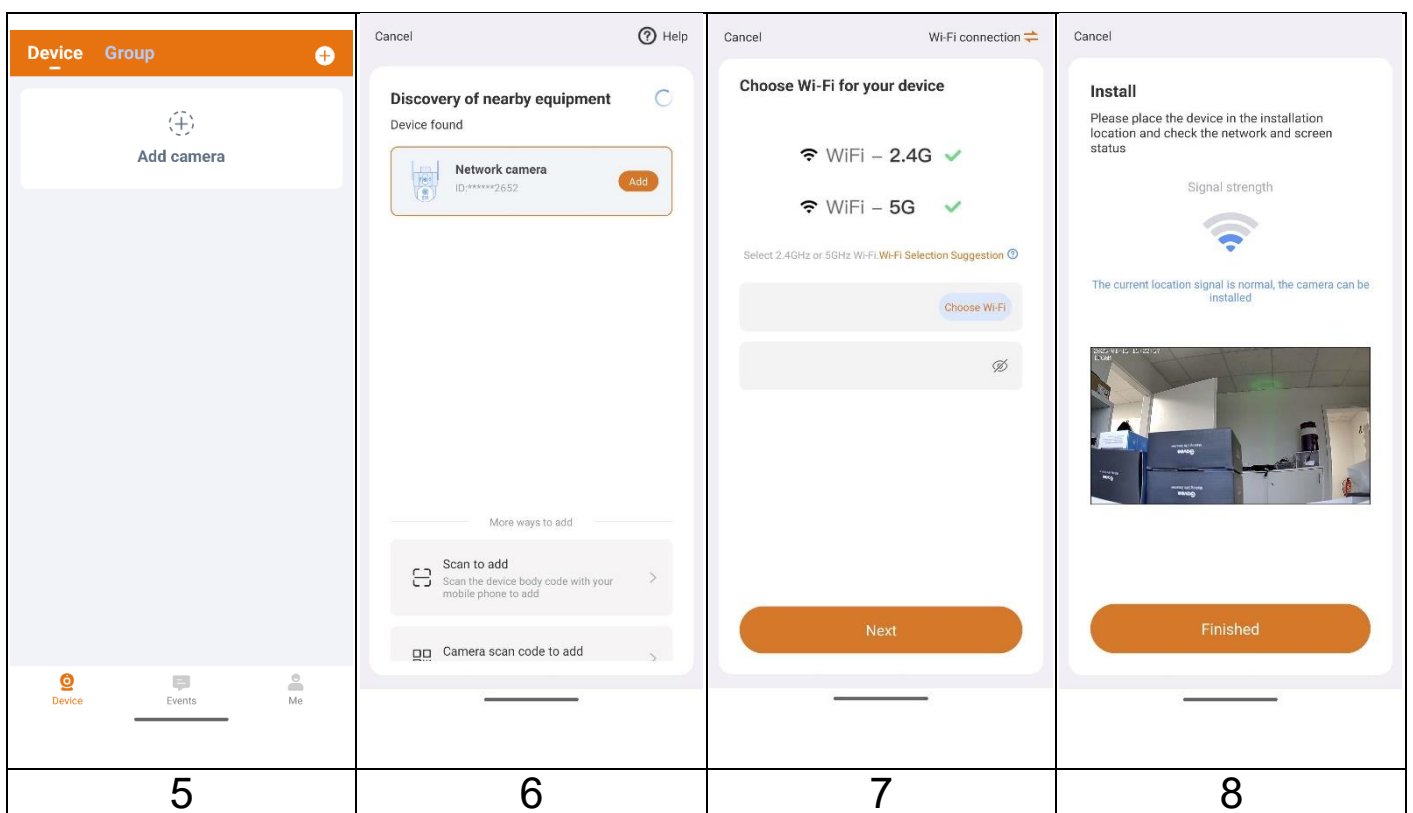 Device Group
Add camera
Device Events Me
5
Cancel Help
Discovery of nearby equipment
Device found
Network camera
ID:******2652
Add
More ways to add
Scan to add
Scan the device body code with your
mobile phone to add
Camera scan code to add
6
Cancel Wi-Fi connection
Choose Wi-Fi for your device
WiFi – 2.4G
WiFi – 5G
Select 2.4GHz or 5GHz Wi-Fi.Wi-Fi Selection Suggestion
Choose Wi-Fi
Next
7
Cancel
Install
Please place the device in the installation
location and check the network and screen
status
Signal strength
The current location signal is normal, the camera can be
installed
Govee
Govee
Finished
8